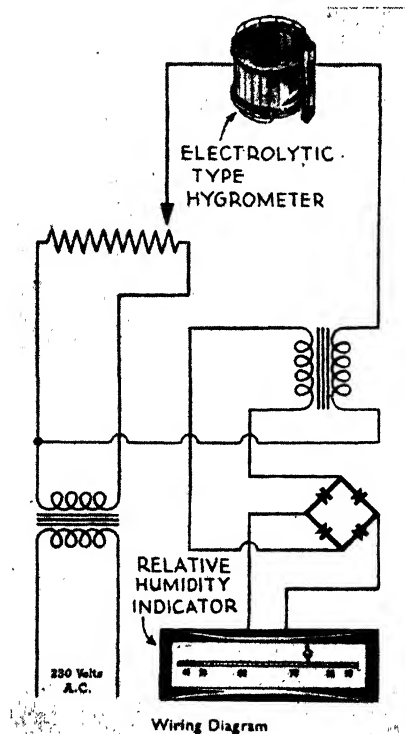 ELECTROLYTIC
TYPE
HYGROMETER
RELATIVE
HUMIDITY
INDICATOR
230 Volts
A.C.
Wiring Diagram